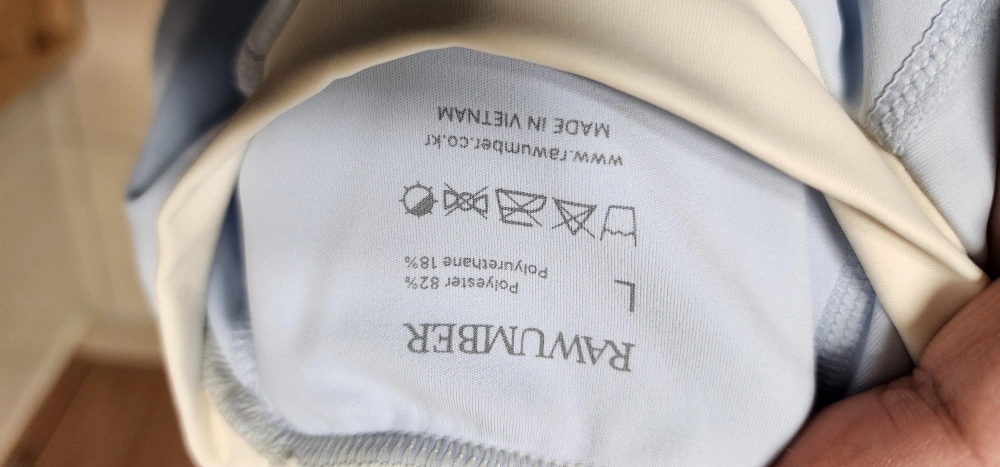 RAWUMBER
L
Polyester 82%
Polyurethane 18%
www.rawumber.co.kr
MADE IN VIETNAM